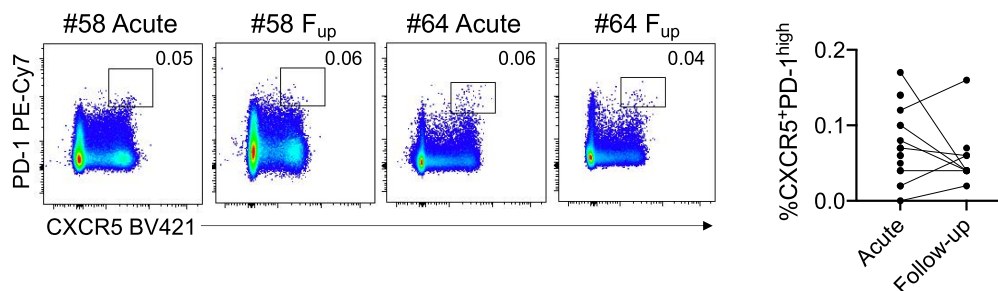 #58 Acute
#58 Fup
#64 Acute
#64 Fup
PD-1 PE-Cy7
0.05
0.06
0.06
0.04
CXCR5 BV421
%CXCR5+PD-1high
0.2
0.1
0.0
Acute
Follow-up